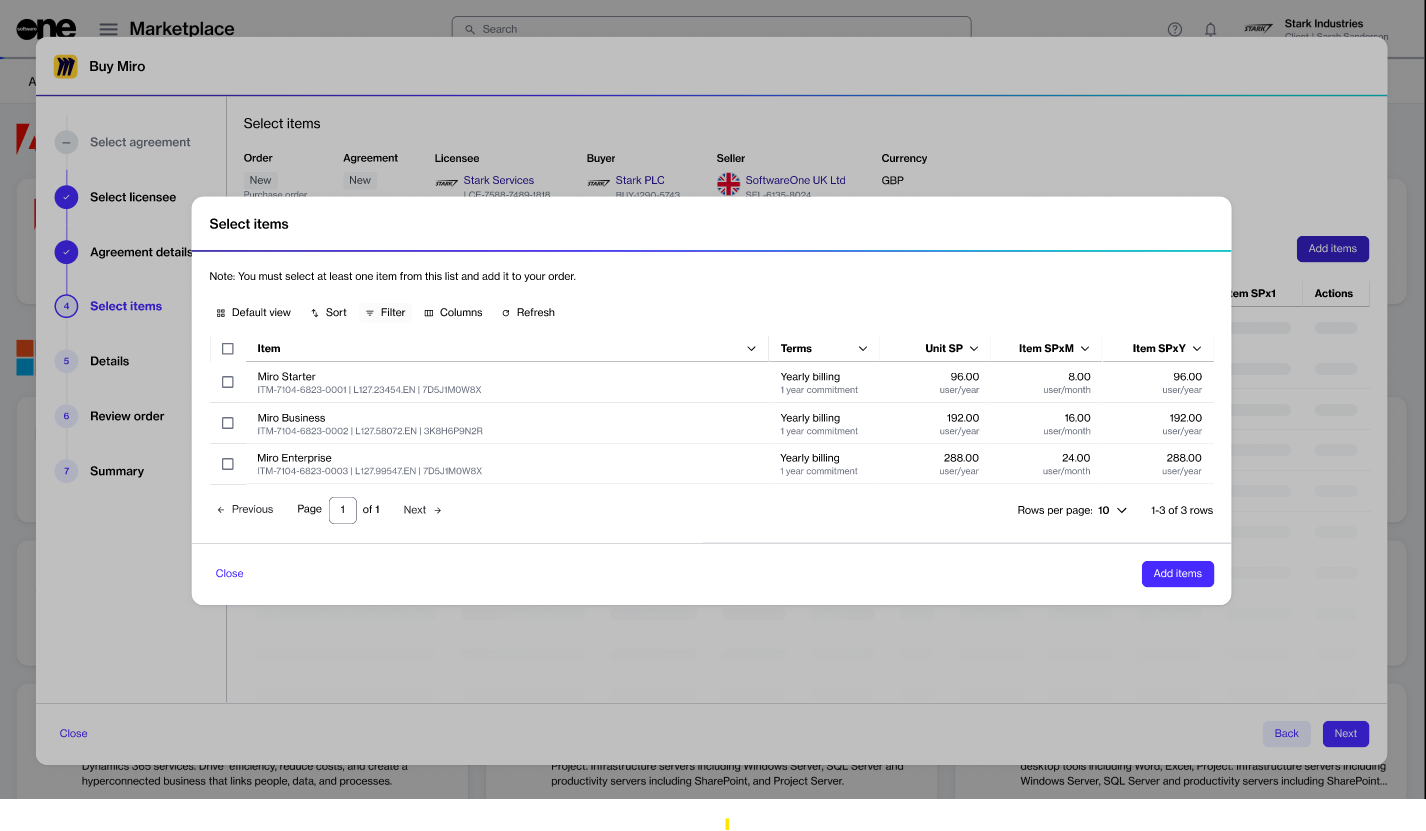 software one
Marketplace
Search
Stark Industries
Client | Sarah Sanderson
STARK
Buy Miro
A
Select agreement
Select licensee
Agreement details
4 Select items
5 Details
6 Review order
7 Summary
Select items
Order Agreement Licensee Buyer Seller Currency
New New STARK Stark Services STARK Stark PLC SoftwareOne UK Ltd GBP
Purchase order LCE-7588-7489-1818 BUY-1290-5743 SEL-6135-8024
Add items
tem SPx1 Actions
Select items
Note: You must select at least one item from this list and add it to your order.
Default view Sort Filter Columns Refresh
Item Terms Unit SP Item SPxM Item SPxY
Miro Starter Yearly billing 96.00 8.00 96.00
ITM-7104-6823-0001 | L127.23454.EN | 7D5J1M0W8X 1 year commitment user/year user/month user/year
Miro Business Yearly billing 192.00 16.00 192.00
ITM-7104-6823-0002 | L127.58072.EN | 3K8H6P9N2R 1 year commitment user/year user/month user/year
Miro Enterprise Yearly billing 288.00 24.00 288.00
ITM-7104-6823-0003 | L127.99547.EN | 7D5J1M0W8X 1 year commitment user/year user/month user/year
Previous Page 1 of 1 Next Rows per page: 10 1-3 of 3 rows
Close Add items
Close Back Next
Dynamics 365 services. Drive efficiency, reduce costs, and create a
hyperconnected business that links people, data, and processes.
Project. Infrastructure servers including Windows Server, SQL Server and
productivity servers including SharePoint, and Project Server.
desktop tools including Word, Excel, Project. Infrastructure servers including
Windows Server, SQL Server and productivity servers including SharePoint...